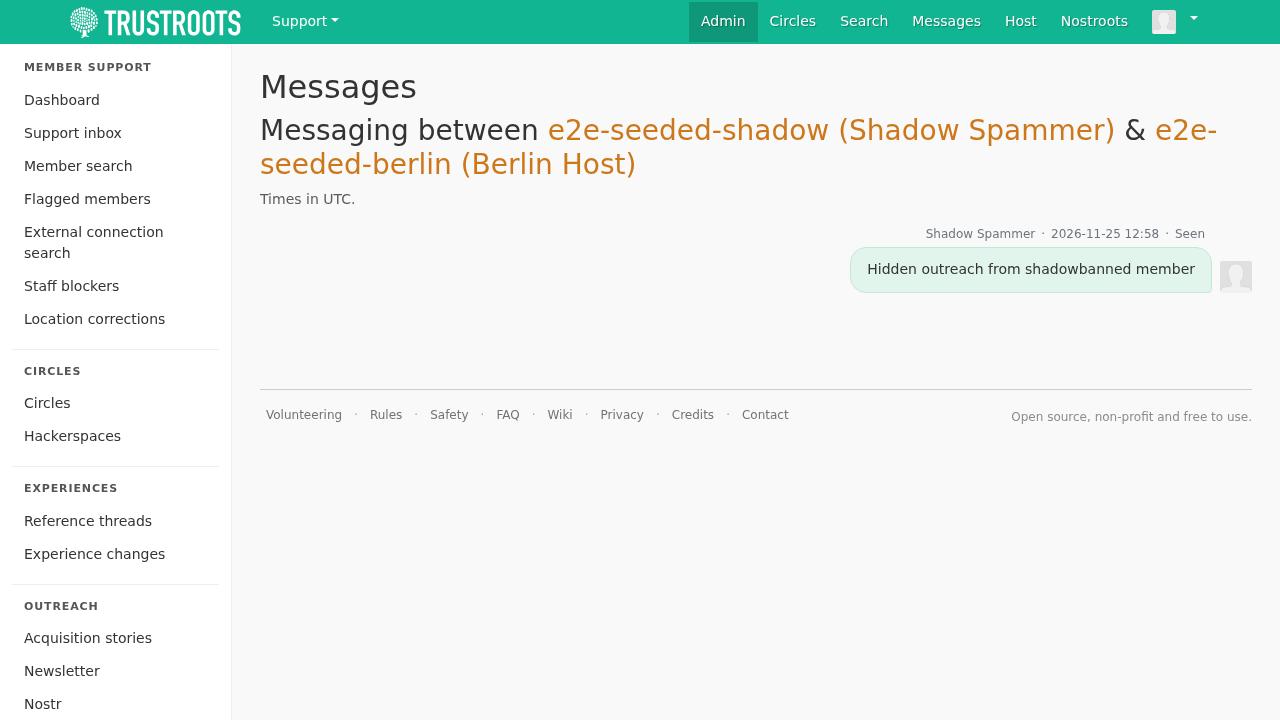 TRUSTROOTS Support Admin Circles Search Messages Host Nostroots
MEMBER SUPPORT
Dashboard
Support inbox
Member search
Flagged members
External connection
search
Staff blockers
Location corrections
CIRCLES
Circles
Hackerspaces
EXPERIENCES
Reference threads
Experience changes
OUTREACH
Acquisition stories
Newsletter
Nostr
Messages
Messaging between e2e-seeded-shadow (Shadow Spammer) & e2e-
seeded-berlin (Berlin Host)
Times in UTC.
Shadow Spammer · 2026-11-25 12:58 · Seen
Hidden outreach from shadowbanned member
Volunteering · Rules · Safety · FAQ · Wiki · Privacy · Credits · Contact
Open source, non-profit and free to use.